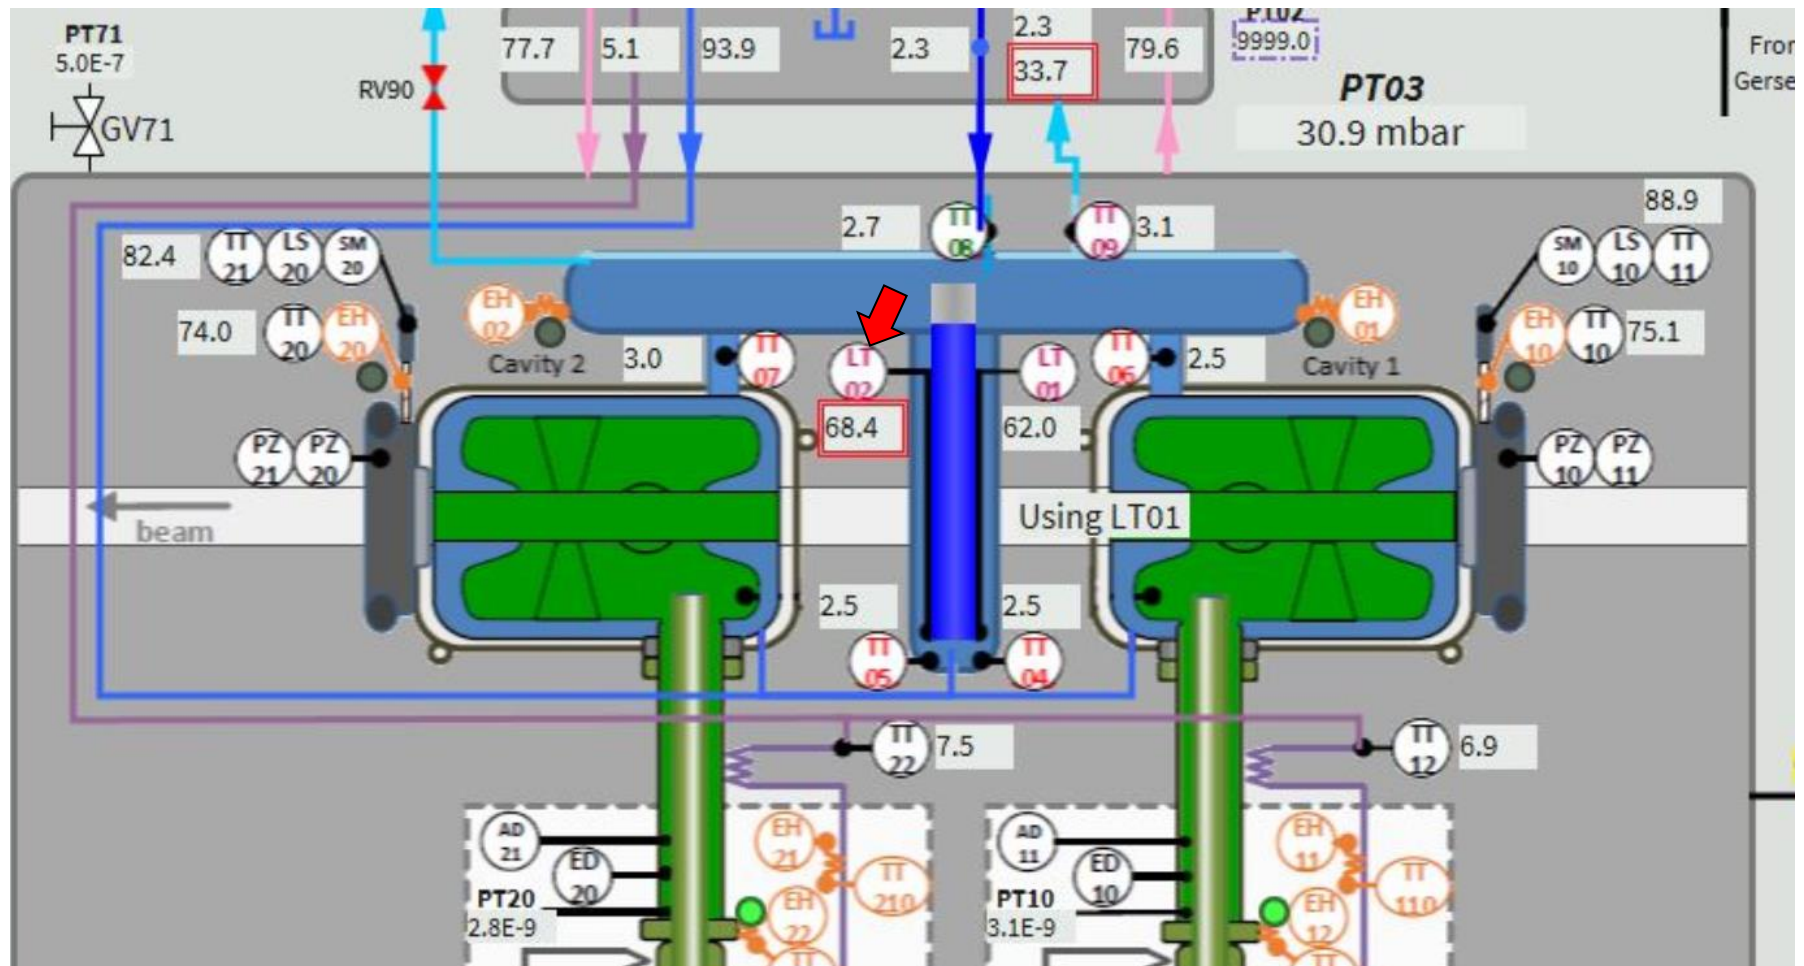 PT71
5.0E-7
RV90
GV71
77.7
5.1
93.9
2.3
2.3
33.7
79.6
PT02
9999.0
PT03
30.9 mbar
From
Gerse
82.4
TT
21
LS
20
SM
20
2.7
TT
08
TT
09
3.1
88.9
SM
10
LS
10
TT
11
74.0
TT
20
EH
20
EH
02
Cavity 2
3.0
TT
07
LT
02
68.4
LT
01
62.0
TT
06
2.5
EH
01
Cavity 1
EH
10
TT
10
75.1
PZ
21
PZ
20
PZ
10
PZ
11
beam
Using LT01
2.5
2.5
TT
05
TT
04
TT
22
7.5
TT
12
6.9
AD
21
ED
20
PT20
2.8E-9
EH
21
TT
210
EH
22
TT
AD
11
ED
10
PT10
3.1E-9
EH
11
TT
110
EH
12
TT